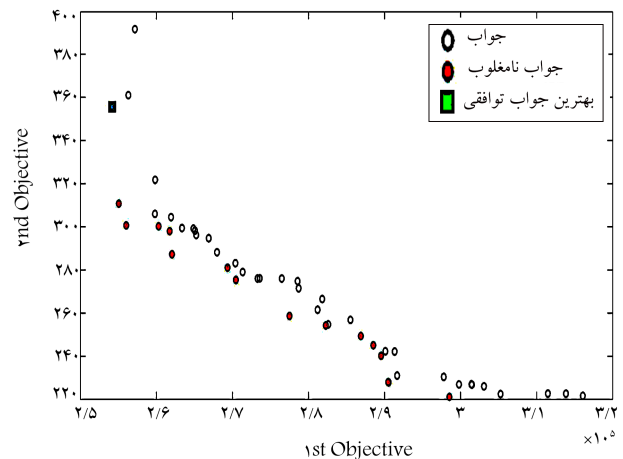 ۴۰۰
۳۸۰
۳۶۰
۳۴۰
۳۲۰
۳۰۰
۲۸۰
۲۶۰
۲۴۰
۲۲۰
۲nd Objective
جواب
جواب نامغلوب
بهترین جواب توافقی
۲/۵ ۲/۶ ۲/۷ ۲/۸ ۲/۹ ۳ ۳/۱ ۳/۲
×۱۰⁵
۱st Objective